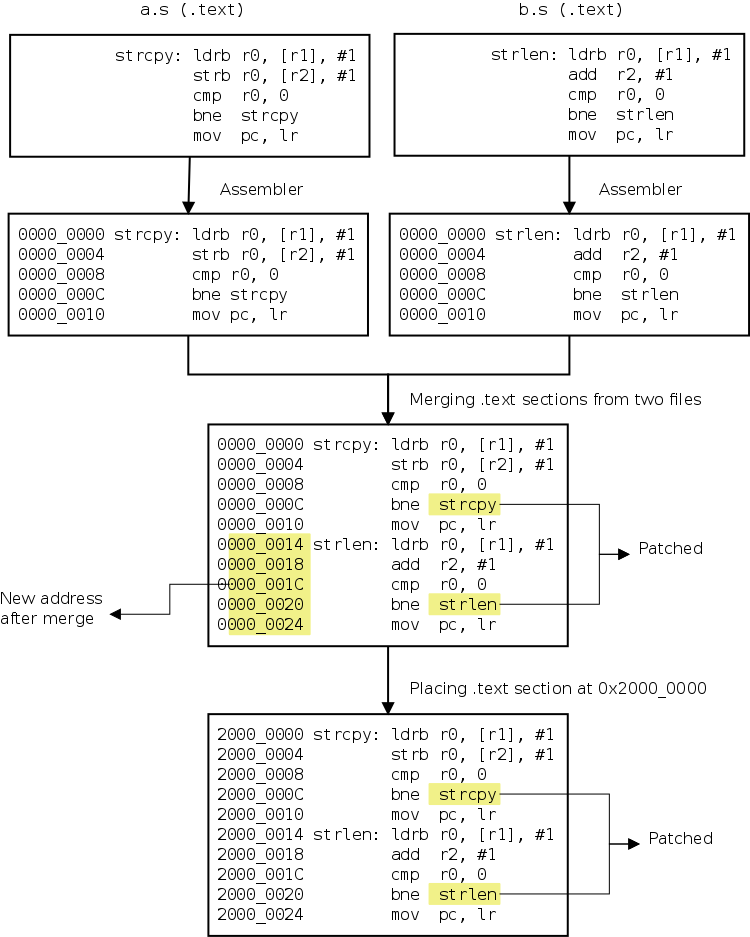 a.s (.text)
strcpy: ldrb r0, [r1], #1
strb r0, [r2], #1
cmp r0, 0
bne strcpy
mov pc, lr
b.s (.text)
strlen: ldrb r0, [r1], #1
add r2, #1
cmp r0, 0
bne strlen
mov pc, lr
Assembler
Assembler
0000_0000 strcpy: ldrb r0, [r1], #1
0000_0004 strb r0, [r2], #1
0000_0008 cmp r0, 0
0000_000C bne strcpy
0000_0010 mov pc, lr
0000_0000 strlen: ldrb r0, [r1], #1
0000_0004 add r2, #1
0000_0008 cmp r0, 0
0000_000C bne strlen
0000_0010 mov pc, lr
Merging .text sections from two files
0000_0000 strcpy: ldrb r0, [r1], #1
0000_0004 strb r0, [r2], #1
0000_0008 cmp r0, 0
0000_000C bne strcpy
0000_0010 mov pc, lr
0000_0014 strlen: ldrb r0, [r1], #1
0000_0018 add r2, #1
0000_001C cmp r0, 0
0000_0020 bne strlen
0000_0024 mov pc, lr
Patched
New address
after merge
Placing .text section at 0x2000_0000
2000_0000 strcpy: ldrb r0, [r1], #1
2000_0004 strb r0, [r2], #1
2000_0008 cmp r0, 0
2000_000C bne strcpy
2000_0010 mov pc, lr
2000_0014 strlen: ldrb r0, [r1], #1
2000_0018 add r2, #1
2000_001C cmp r0, 0
2000_0020 bne strlen
2000_0024 mov pc, lr
Patched